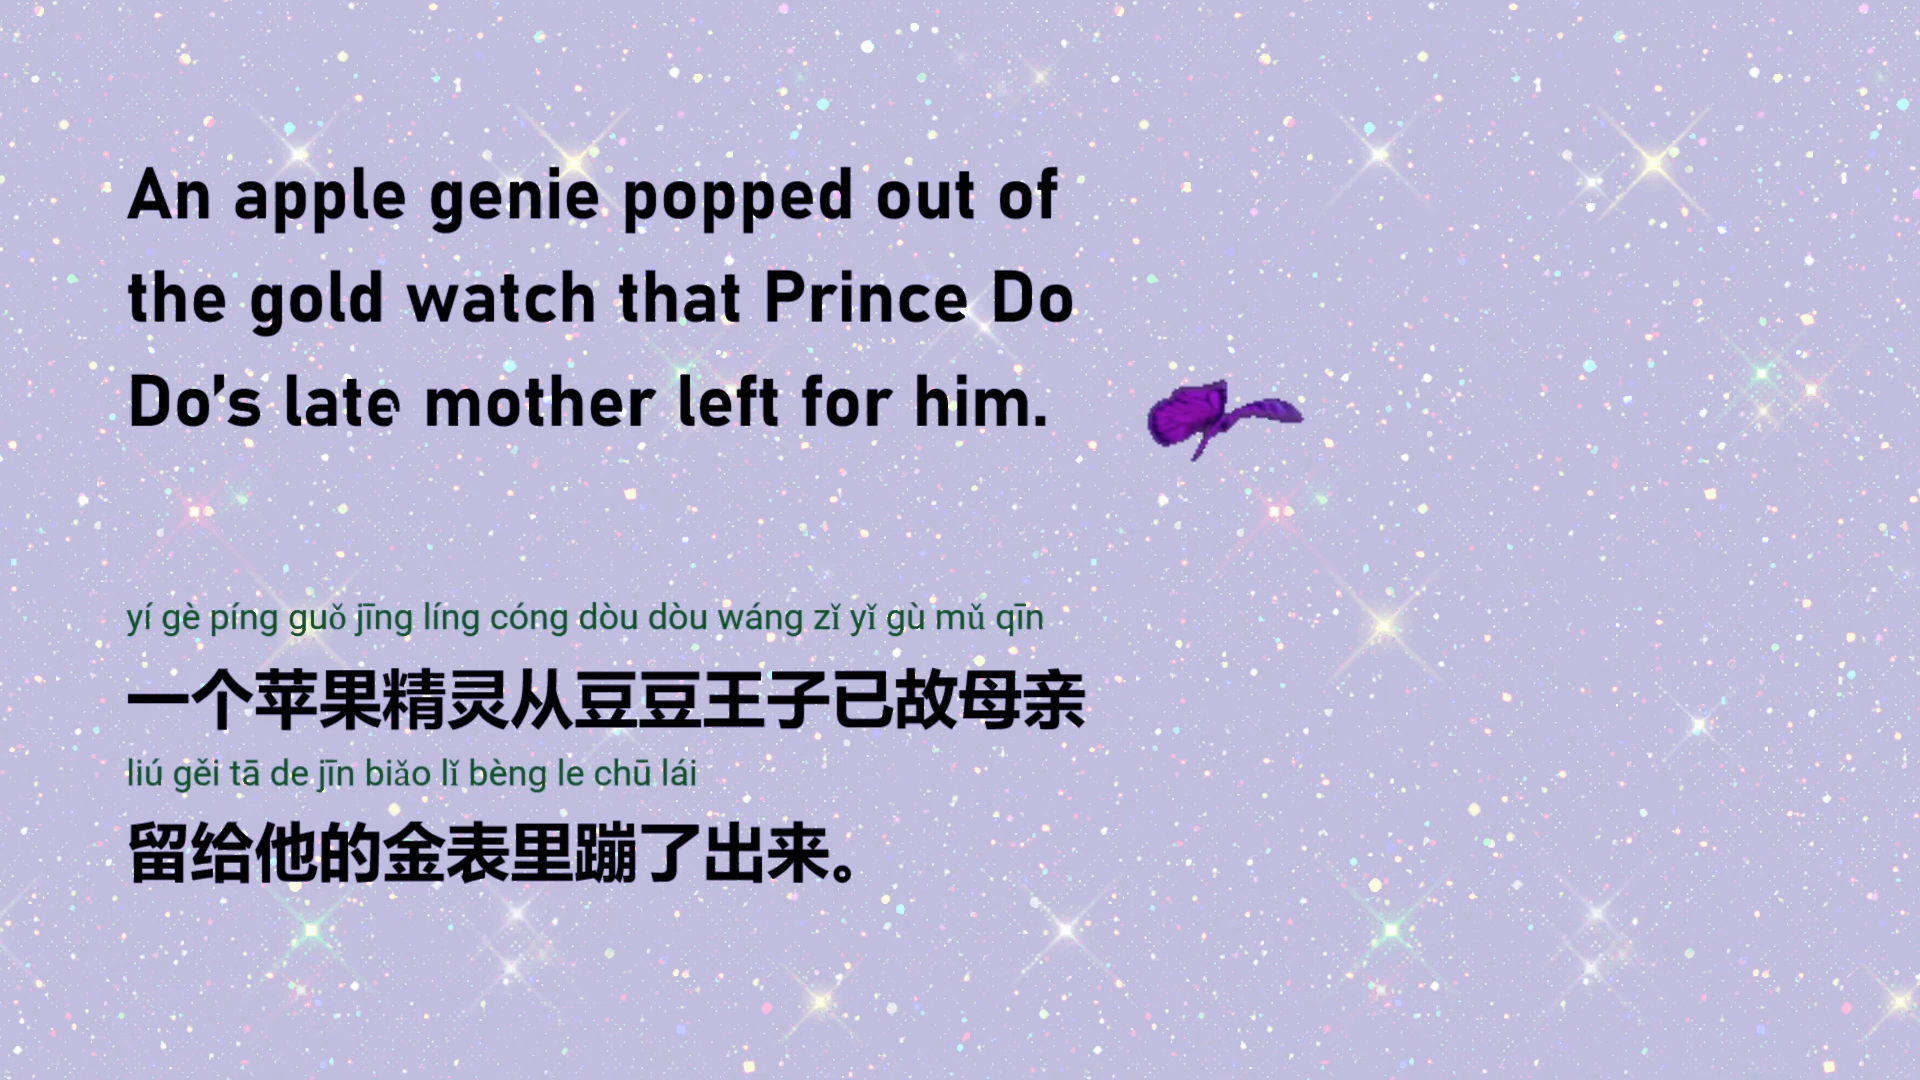 An apple genie popped out of
the gold watch that Prince Do
Do's late mother left for him.
yí gè píng guǒ jīng líng cóng dòu dòu wáng zǐ yǐ gù mǔ qīn
一个苹果精灵从豆豆王子已故母亲
liú gěi tā de jīn biǎo lǐ bèng le chū lái
留给他的金表里蹦了出来。